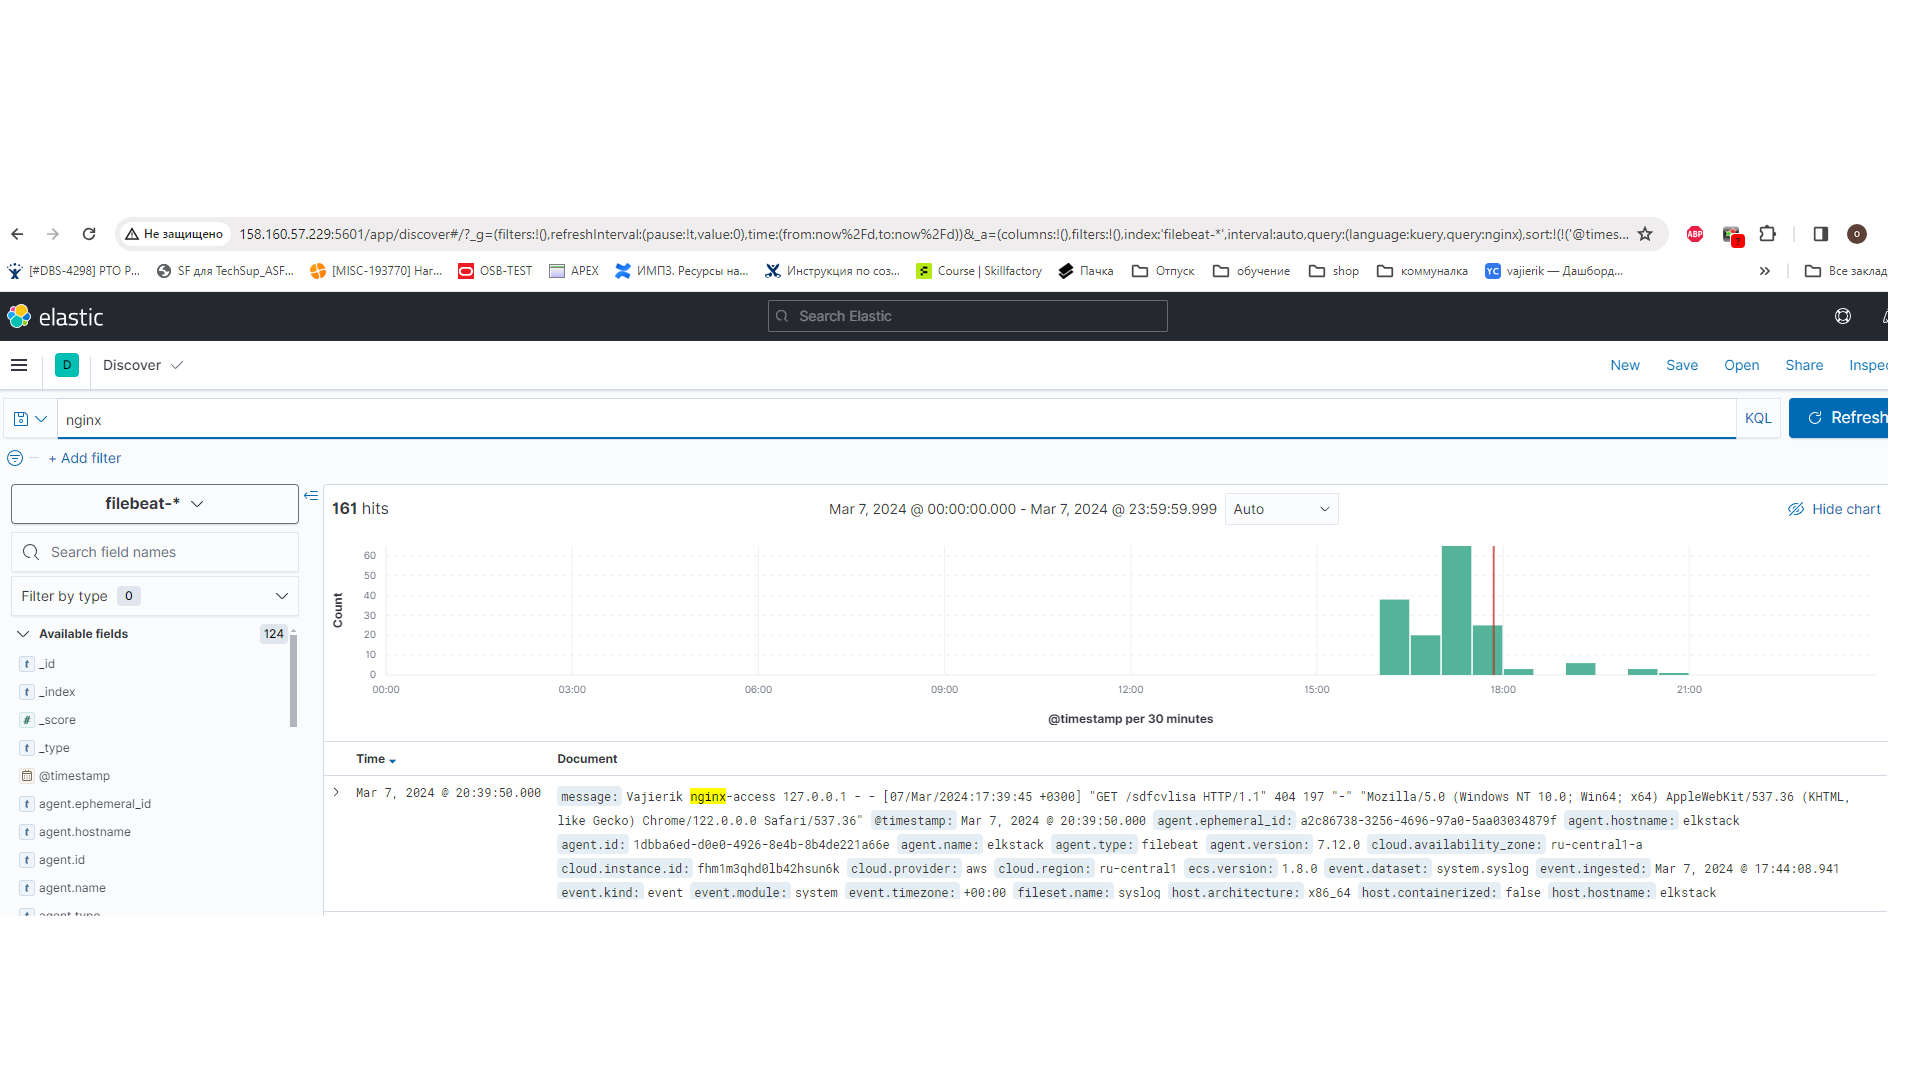 Не защищено 158.160.57.229:5601/app/discover#/?_g=(filters:!(),refreshInterval:(pause:!t,value:0),time:(from:now%2Fd,to:now%2Fd))&_a=(columns:!(),filters:!(),index:'filebeat-*',interval:auto,query:(language:kuery,query:nginx),sort:!(!('@times... ABP ? O
[#DBS-4298] РТО Р... SF для TechSup_ASF... [MISC-193770] Наг... OSB-TEST APEX ИМПЗ. Ресурсы на... Инструкция по соз... Course | Skillfactory Пачка Отпуск обучение shop коммуналка YC vajierik — Дашборд... » Все заклад
elastic Search Elastic
D Discover New Save Open Share Inspec
nginx KQL Refresh
+ Add filter
filebeat-* 161 hits Mar 7, 2024 @ 00:00:00.000 - Mar 7, 2024 @ 23:59:59.999 Auto Hide chart
Search field names
Filter by type 0
Available fields 124
t _id
t _index
# _score
t _type
@timestamp
t agent.ephemeral_id
t agent.hostname
t agent.id
t agent.name
t agent.type
Count
60
50
40
30
20
10
0
00:00 03:00 06:00 09:00 12:00 15:00 18:00 21:00
@timestamp per 30 minutes
Time Document
Mar 7, 2024 @ 20:39:50.000 message: Vajierik nginx-access 127.0.0.1 - - [07/Mar/2024:17:39:45 +0300] "GET /sdfcvlisa HTTP/1.1" 404 197 "-" "Mozilla/5.0 (Windows NT 10.0; Win64; x64) AppleWebKit/537.36 (KHTML,
like Gecko) Chrome/122.0.0.0 Safari/537.36" @timestamp: Mar 7, 2024 @ 20:39:50.000 agent.ephemeral_id: a2c86738-3256-4696-97a0-5aa03034879f agent.hostname: elkstack
agent.id: 1dbba6ed-d0e0-4926-8e4b-8b4de221a66e agent.name: elkstack agent.type: filebeat agent.version: 7.12.0 cloud.availability_zone: ru-central1-a
cloud.instance.id: fhm1m3qhd0lb42hsun6k cloud.provider: aws cloud.region: ru-central1 ecs.version: 1.8.0 event.dataset: system.syslog event.ingested: Mar 7, 2024 @ 17:44:08.941
event.kind: event event.module: system event.timezone: +00:00 fileset.name: syslog host.architecture: x86_64 host.containerized: false host.hostname: elkstack